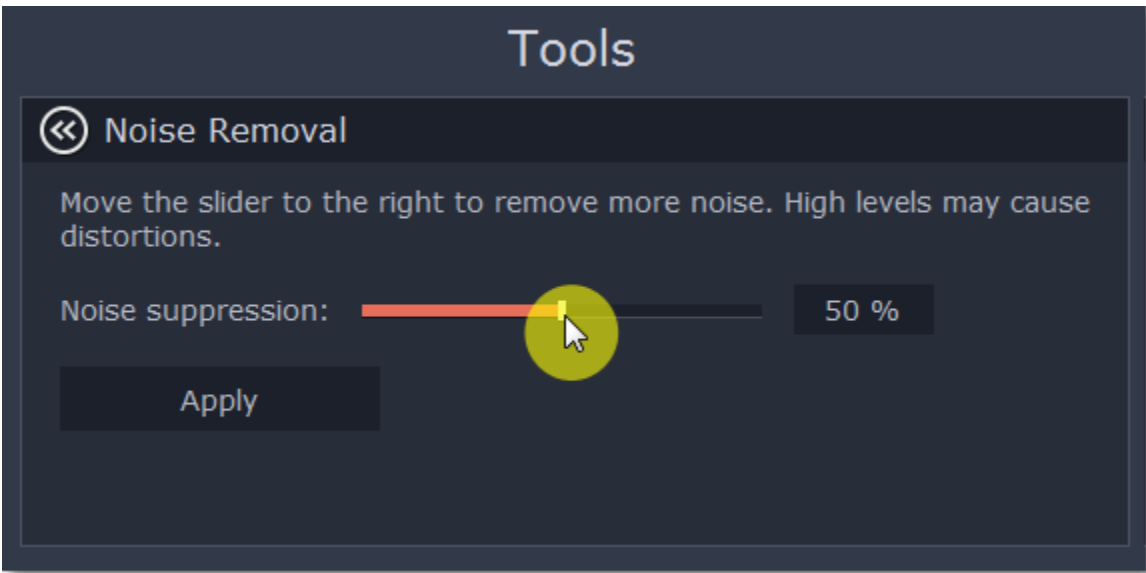 Tools
Noise Removal
Move the slider to the right to remove more noise. High levels may cause
distortions.
Noise suppression:
50 %
Apply